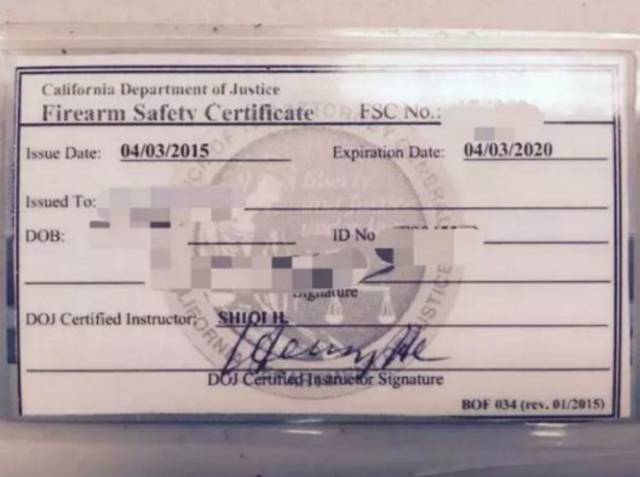 California Department of Justice
Firearm Safety Certificate FSC No.:
Issue Date: 04/03/2015 Expiration Date: 04/03/2020
Issued To:
DOB: ID No
Signature
DOJ Certified Instructor: SHIQI H.
Henry He
DOJ Certified Instructor Signature
BOF 034 (rev. 01/2015)